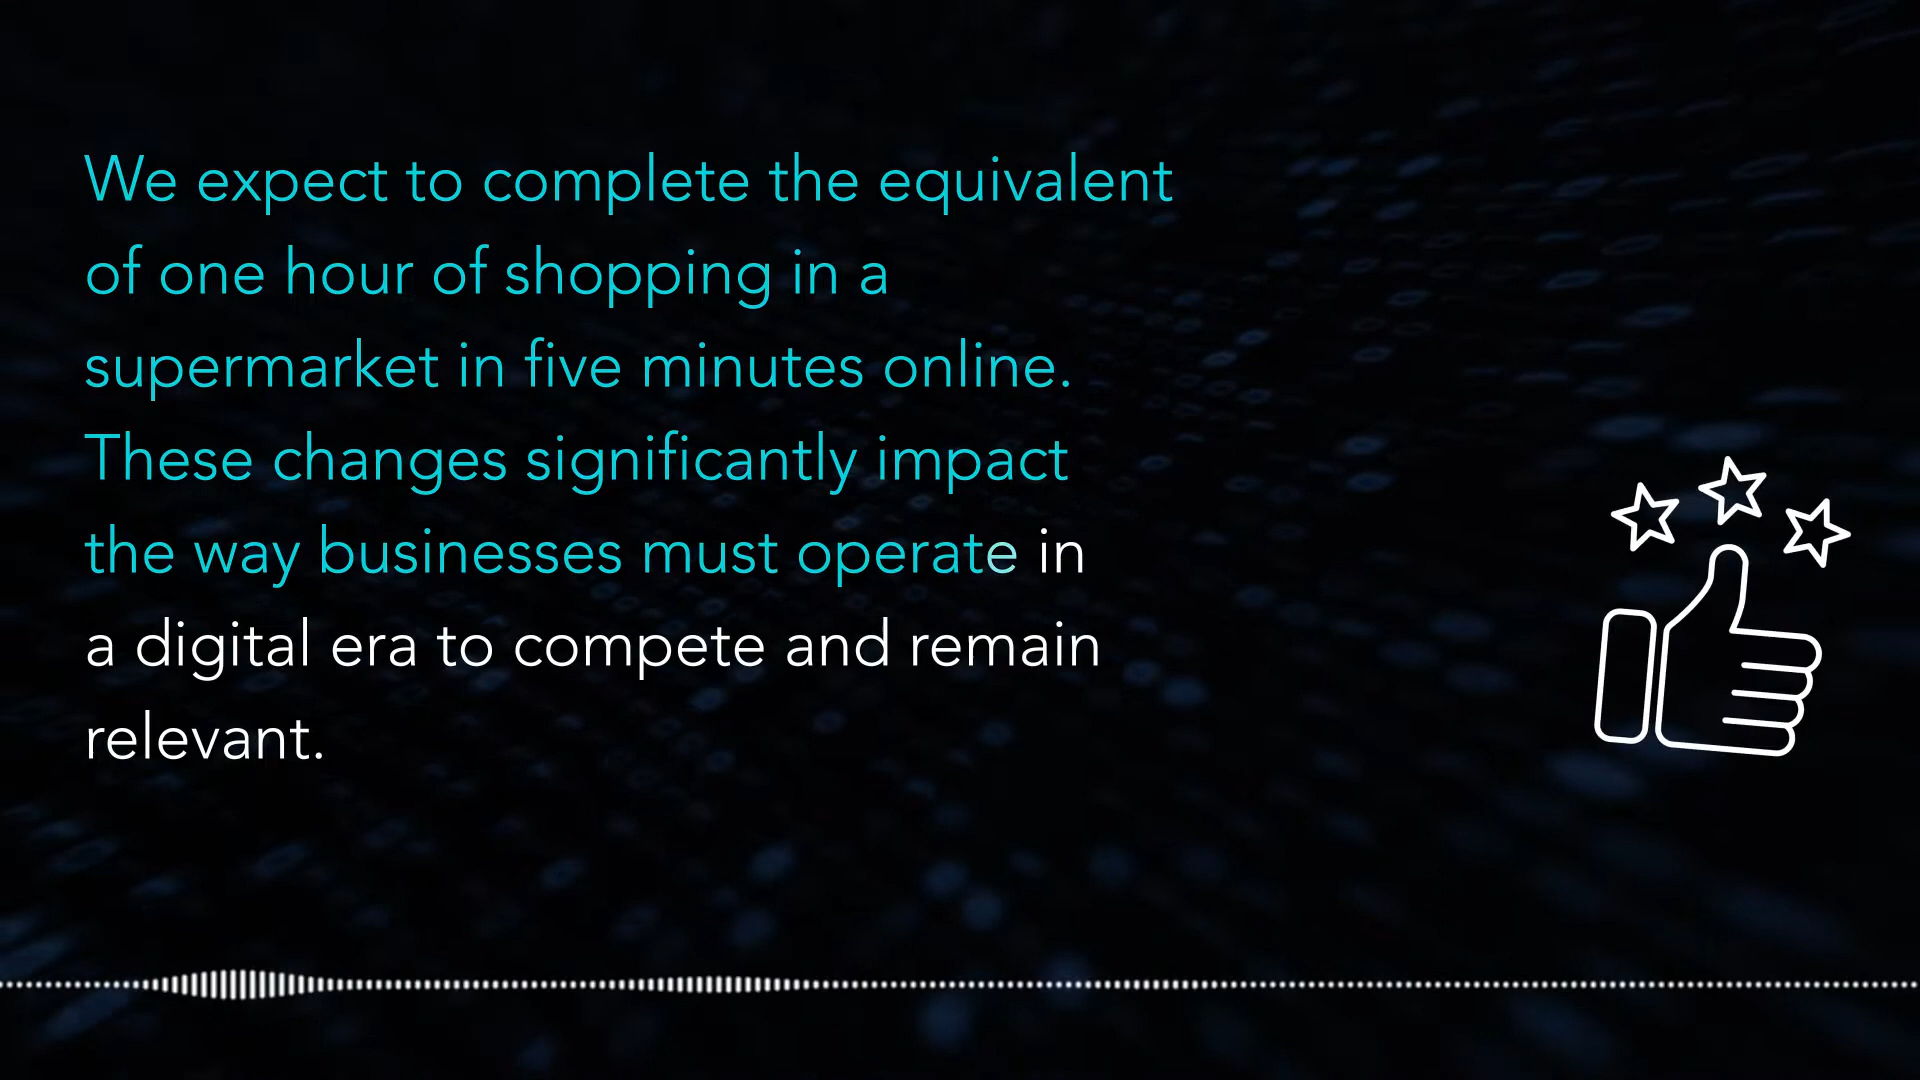 We expect to complete the equivalent
of one hour of shopping in a
supermarket in five minutes online.
These changes significantly impact
the way businesses must operate in
a digital era to compete and remain
relevant.